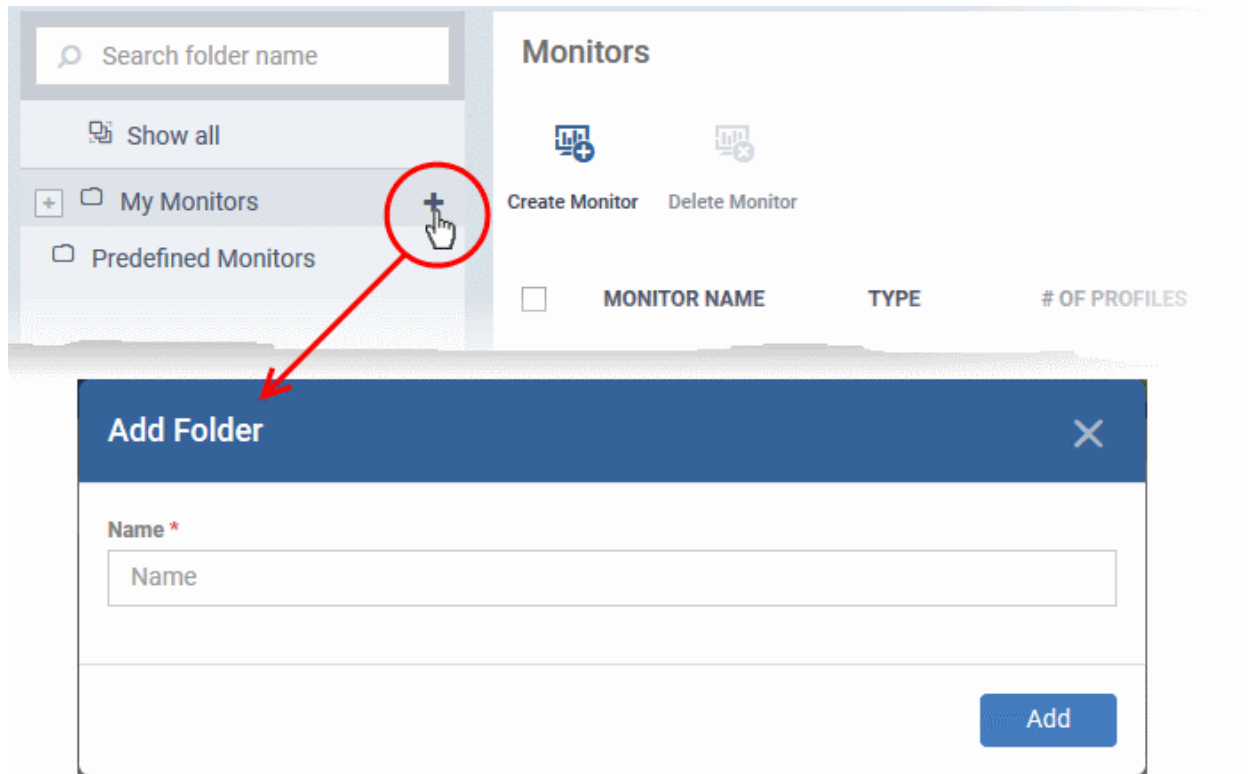 Search folder name
Show all
My Monitors
Predefined Monitors
Monitors
Create Monitor Delete Monitor
MONITOR NAME TYPE # OF PROFILES
Add Folder
Name *
Name
Add